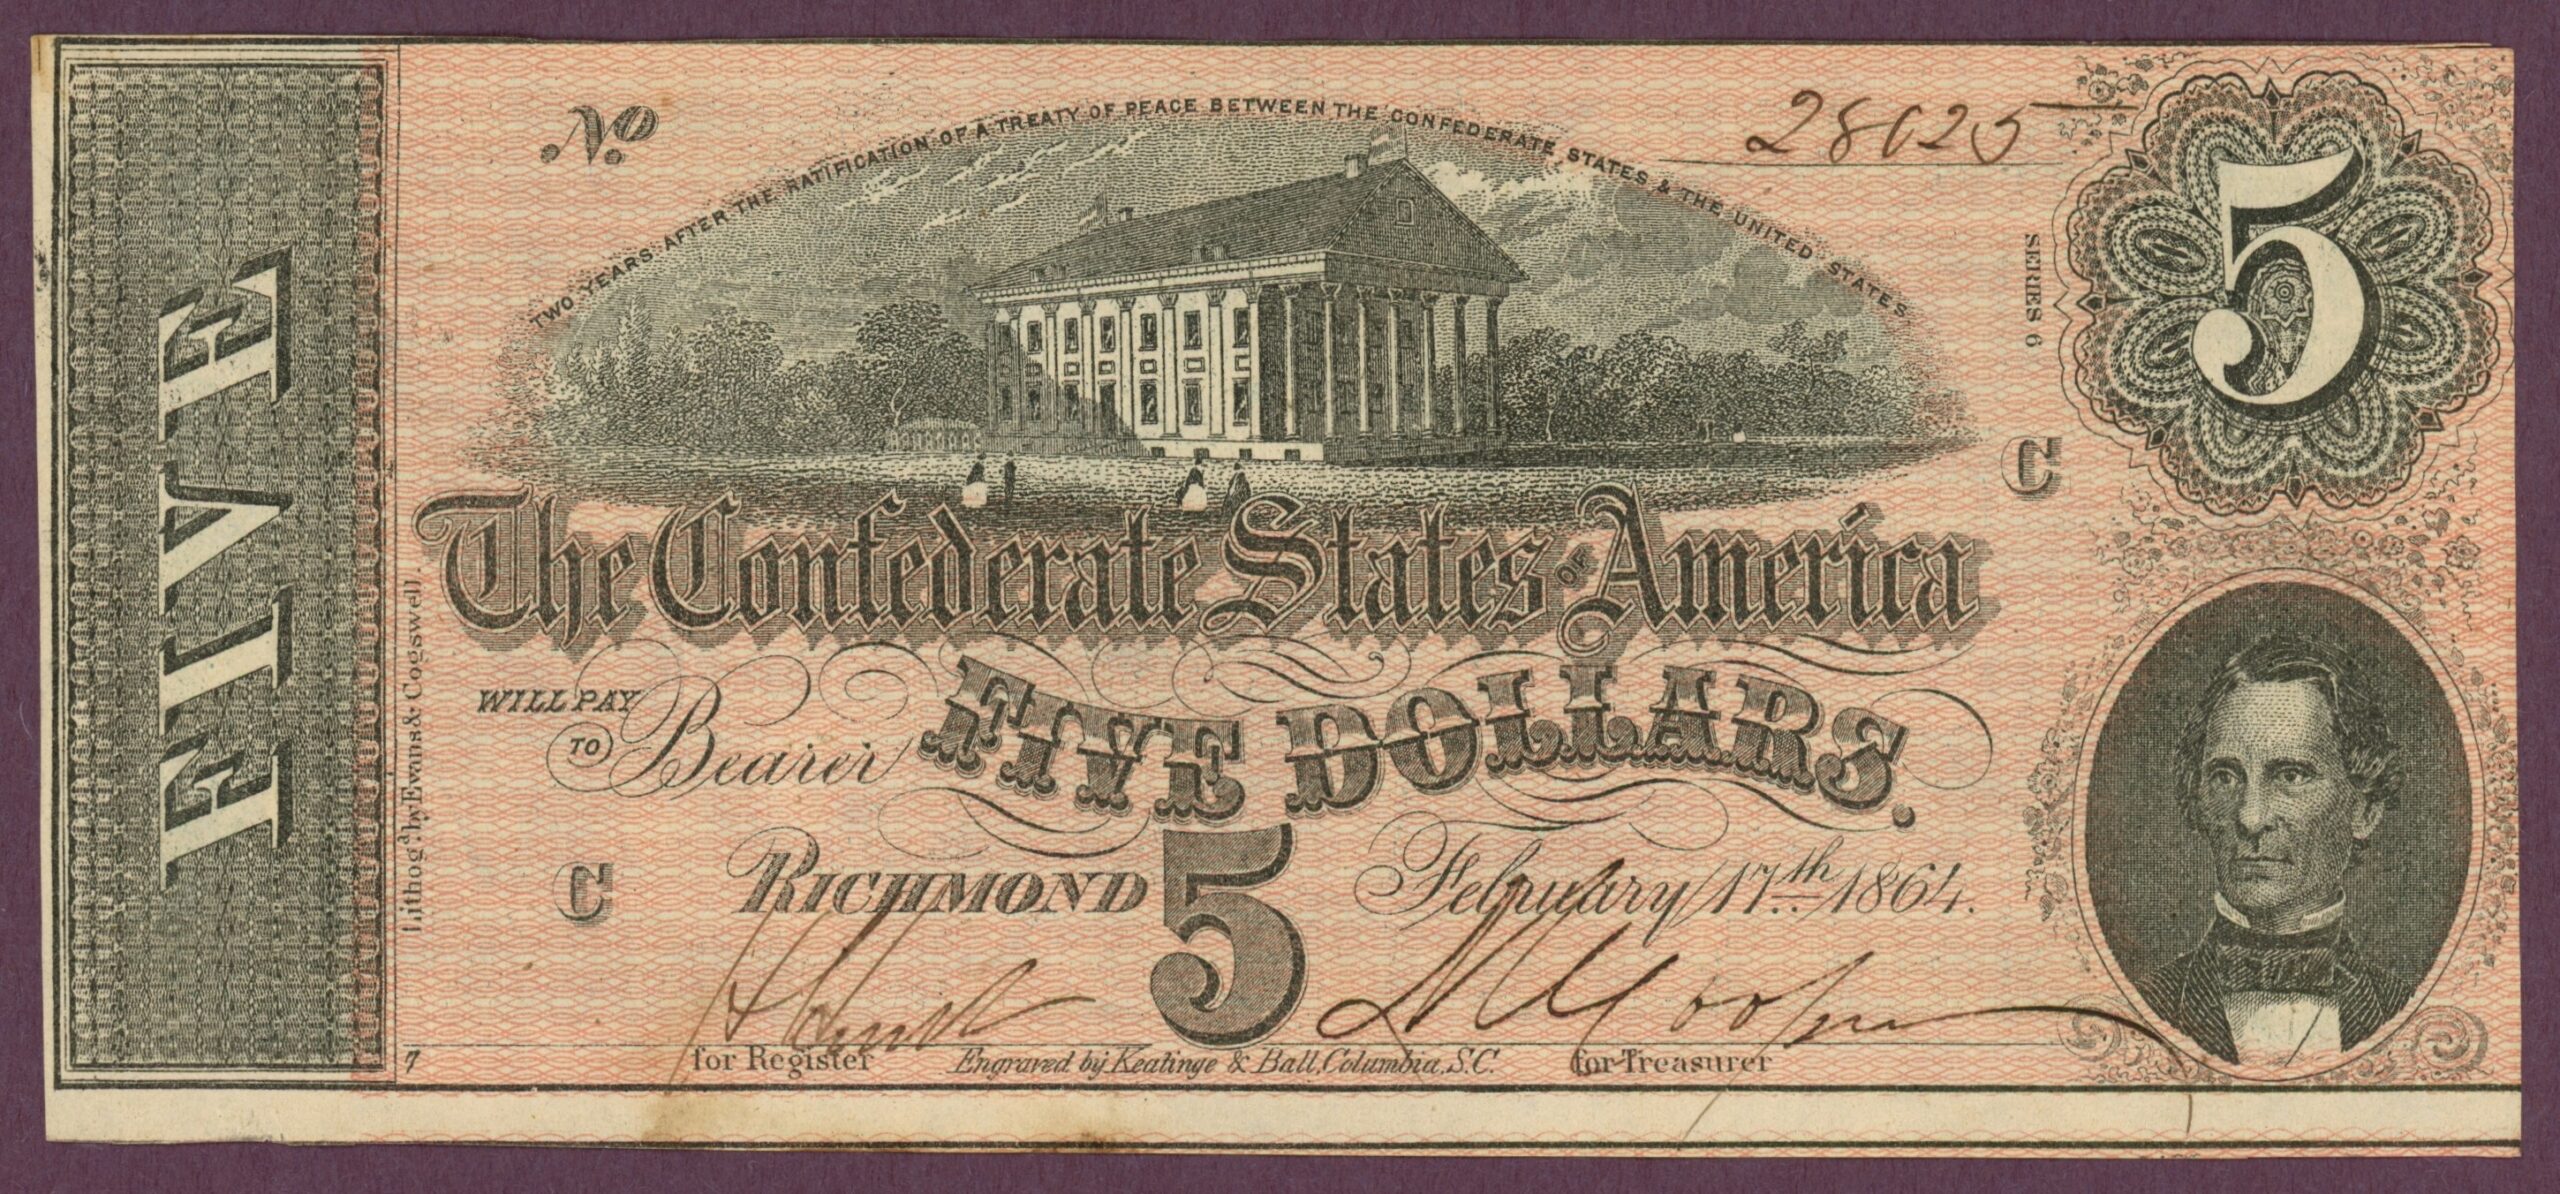 FIVE
No
28625
TWO YEARS AFTER THE RATIFICATION OF A TREATY OF PEACE BETWEEN THE CONFEDERATE STATES & THE UNITED STATES
SERIES 6
5
C
The Confederate States OF America
WILL PAY
TO Bearer FIVE DOLLARS.
C
RICHMOND 5 February 17th 1864.
Lithogd. by Evans & Cogswell.
7
for Register
Engraved by Keatinge & Ball, Columbia, S.C.
for Treasurer